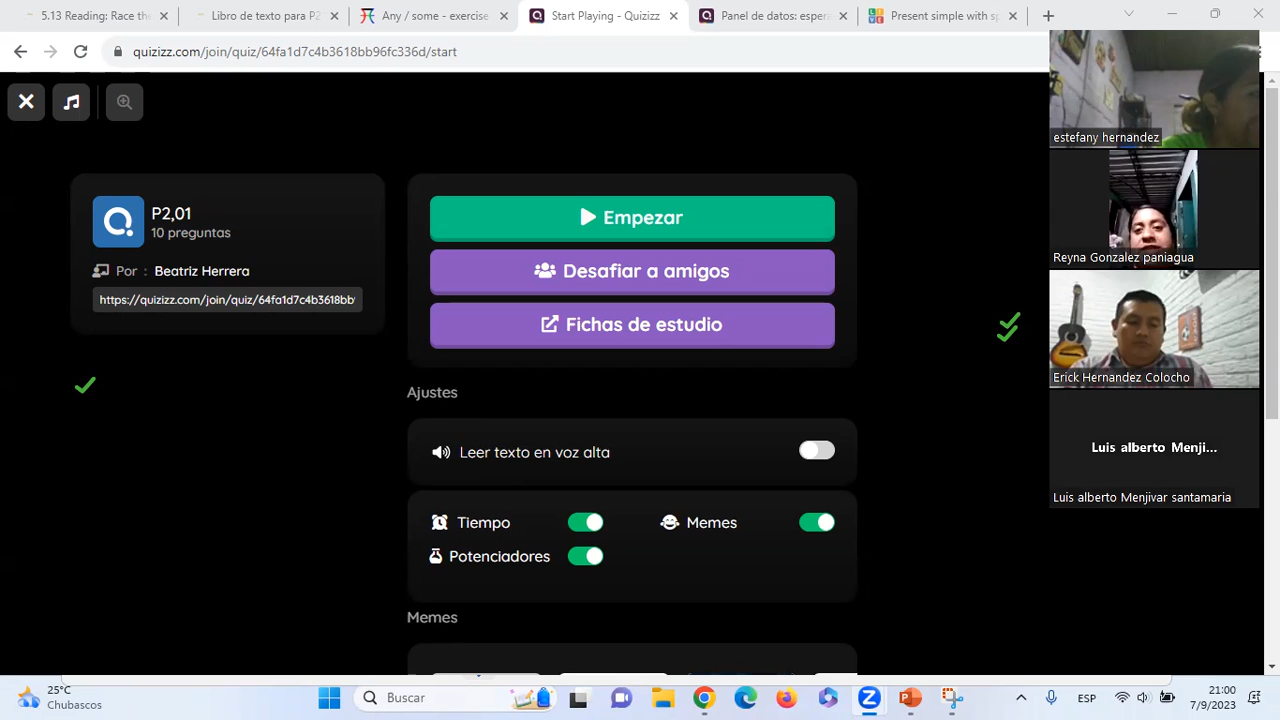 5.13 Reading: Race the
Libro de texto para P2
Any / some - exercise
Start Playing - Quizizz
Panel de datos: esper
Present simple with sp
quizizz.com/join/quiz/64fa1d7c4b3618bb96fc336d/start
P2,01
10 preguntas
Por : Beatriz Herrera
https://quizizz.com/join/quiz/64fa1d7c4b3618bb
Empezar
Desafiar a amigos
Fichas de estudio
Ajustes
Leer texto en voz alta
Tiempo
Memes
Potenciadores
Memes
estefany hernandez
Reyna Gonzalez paniagua
Erick Hernandez Colocho
Luis alberto Menji...
Luis alberto Menjivar santamaria
25°C
Chubascos
Buscar
ESP
21:00
7/9/2023